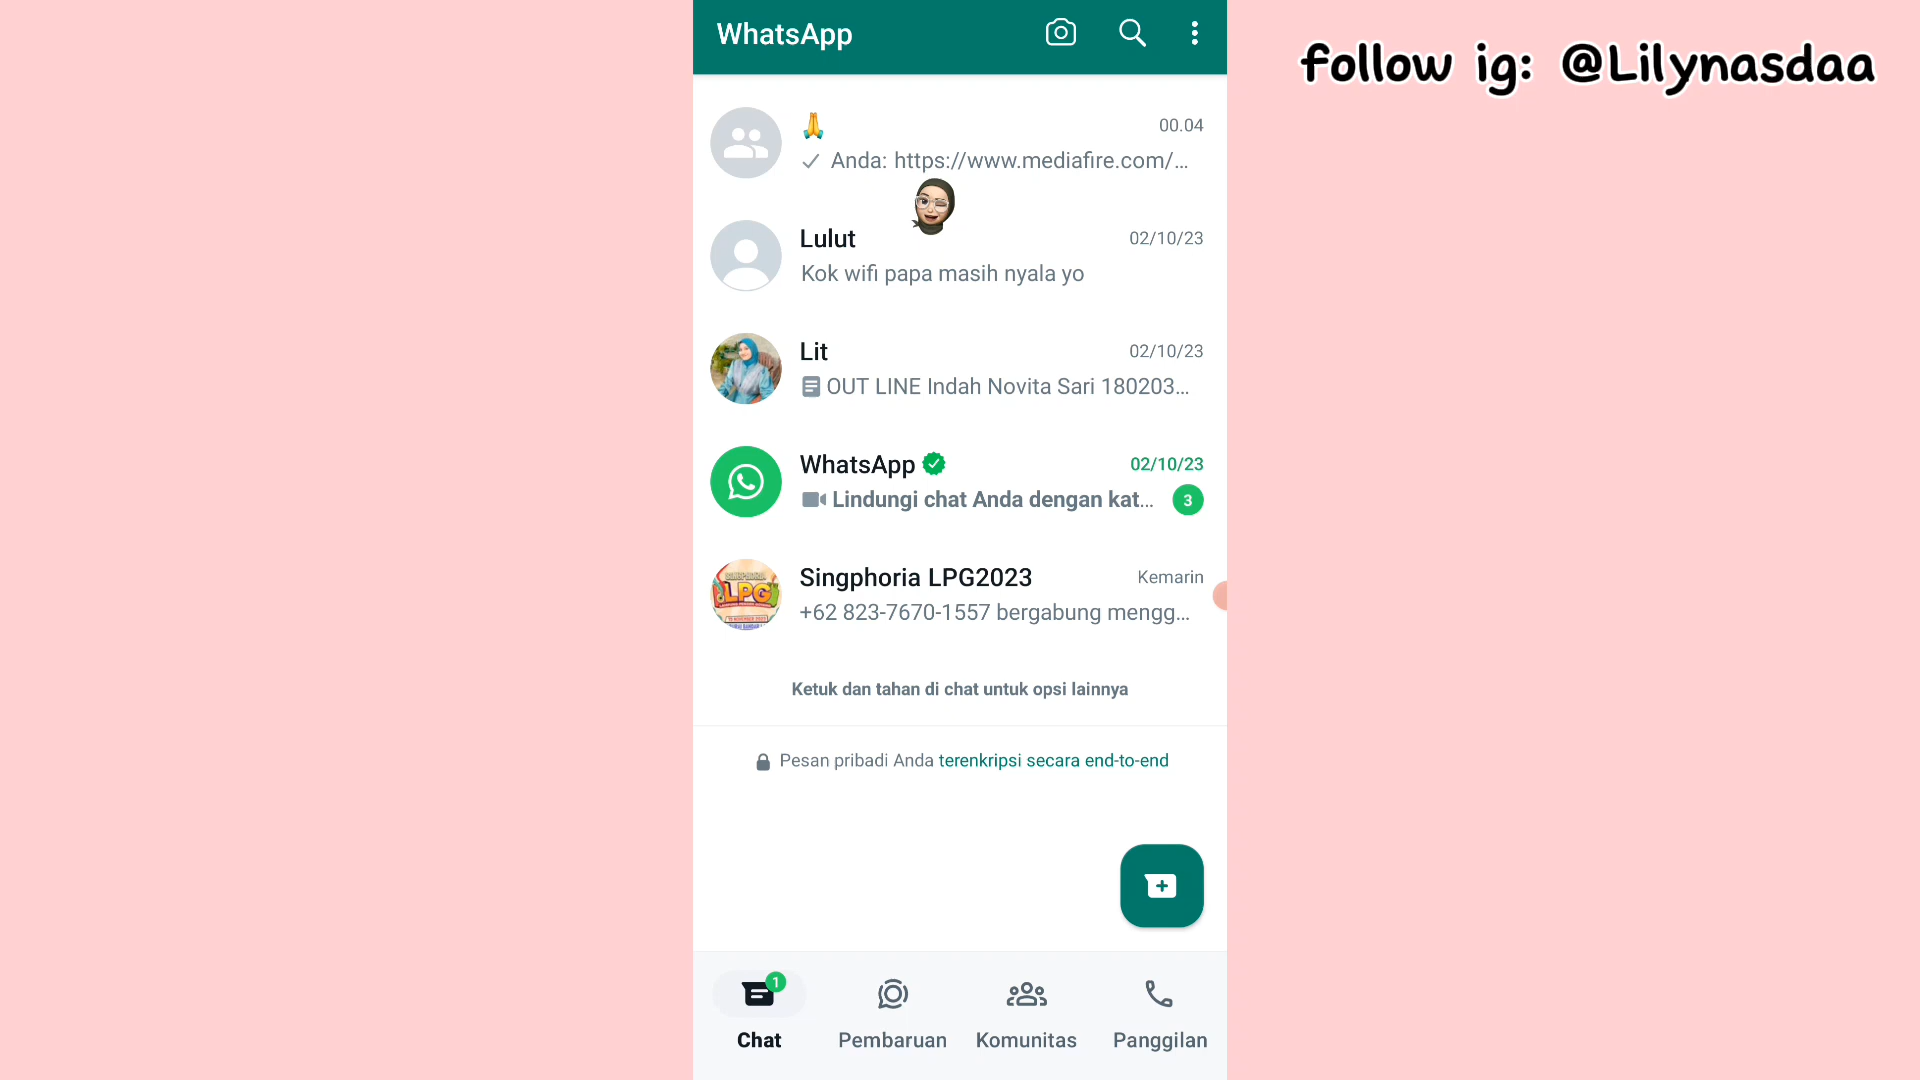 WhatsApp
follow ig: @Lilynasdaa
🙏 00.04
Anda: https://www.mediafire.com/...
Lulut 02/10/23
Kok wifi papa masih nyala yo
Lit 02/10/23
OUT LINE Indah Novita Sari 180203...
WhatsApp 02/10/23
Lindungi chat Anda dengan kat... 3
Singphoria LPG2023 Kemarin
LPG
+62 823-7670-1557 bergabung mengg...
Ketuk dan tahan di chat untuk opsi lainnya
Pesan pribadi Anda terenkripsi secara end-to-end
1
Chat Pembaruan Komunitas Panggilan